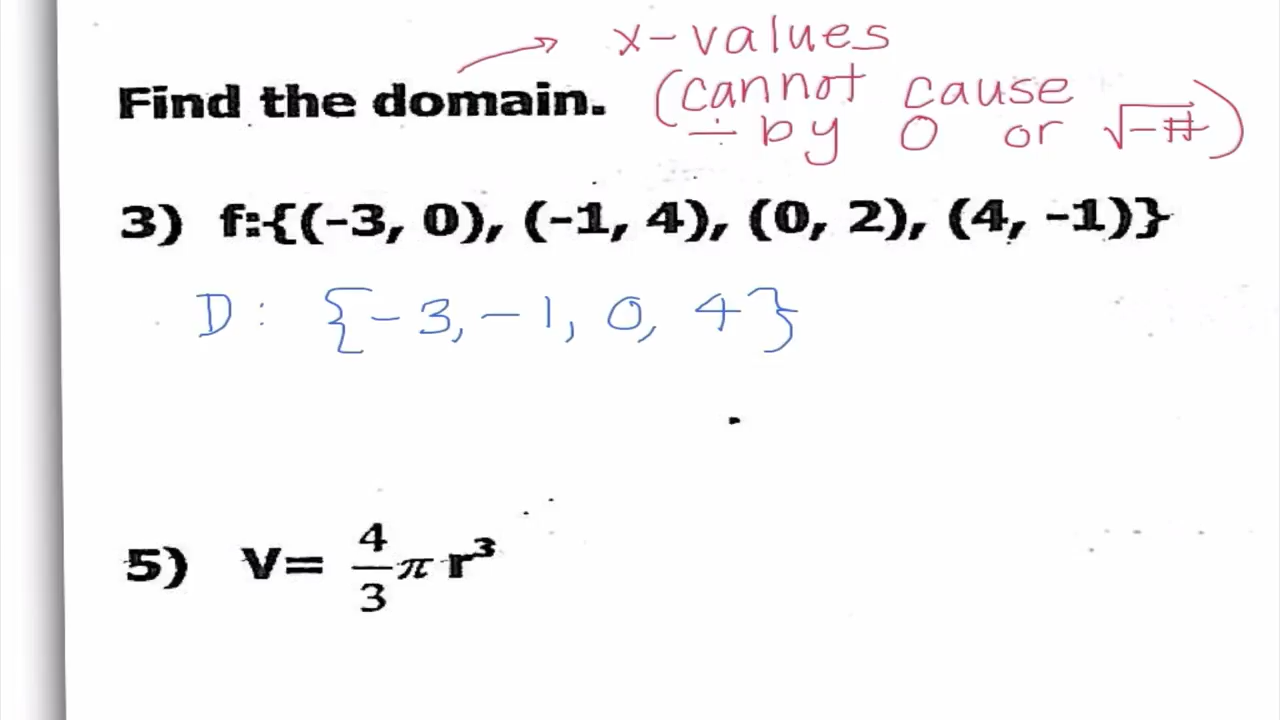 x-values
Find the domain. (cannot cause
÷ by 0 or √-#)
3) f:{(-3, 0), (-1, 4), (0, 2), (4, -1)}
D: {-3, -1, 0, 4}
5) V= 4/3 π r³